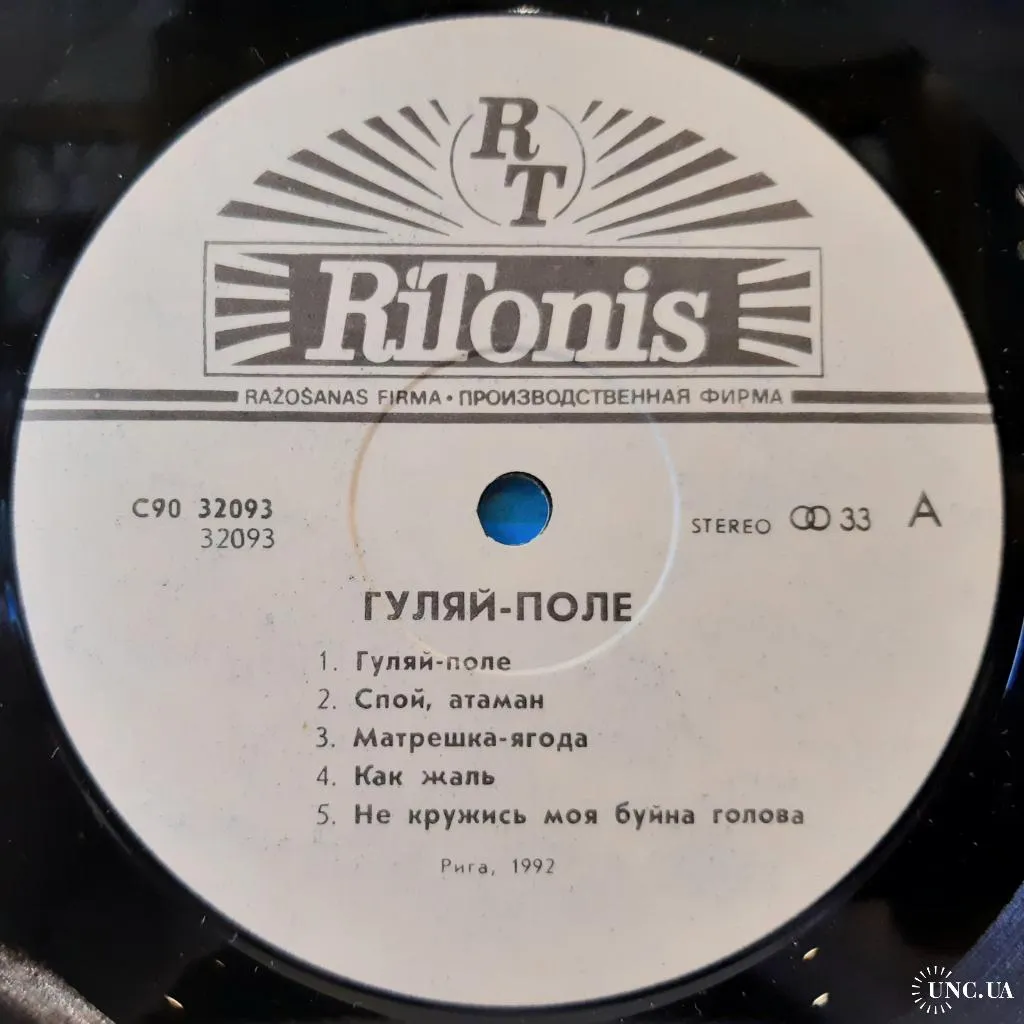 RT
RiTonis
RAŽOŠANAS FIRMA • ПРОИЗВОДСТВЕННАЯ ФИРМА
С90 32093
32093
STEREO 33 A
ГУЛЯЙ-ПОЛЕ
1. Гуляй-поле
2. Спой, атаман
3. Матрешка-ягода
4. Как жаль
5. Не кружись моя буйна голова
Рига, 1992
UNC.UA